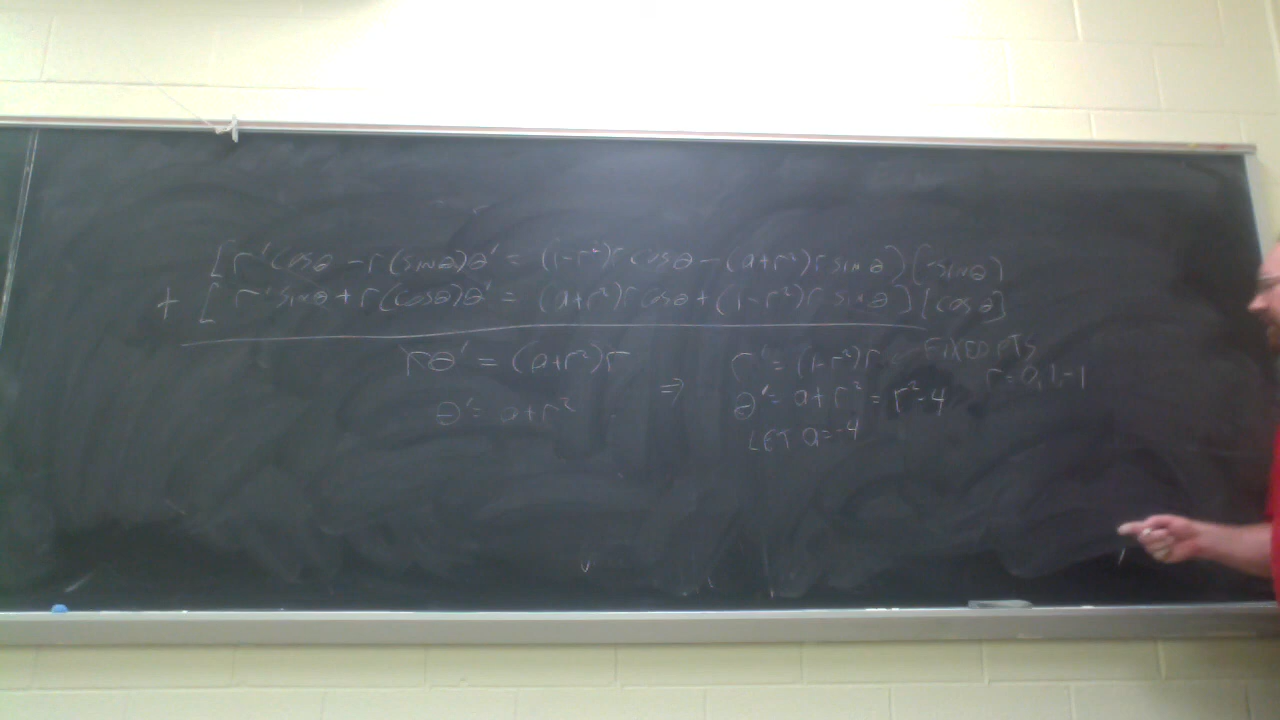 [r'cosθ - r(sinθ)θ' = (1-r²)r cosθ - (a+r²)r sinθ)(-sinθ)
+ [r' sinθ + r(cosθ)θ' = (a+r²)r cosθ + (1-r²)r sinθ](cosθ]
rθ' = (a+r²)r
θ' = a+r²
⇒
r' = (1-r²)r
θ' = a+r² = r²-4
LET a=-4
FIXED PTS
r=0,1,-1